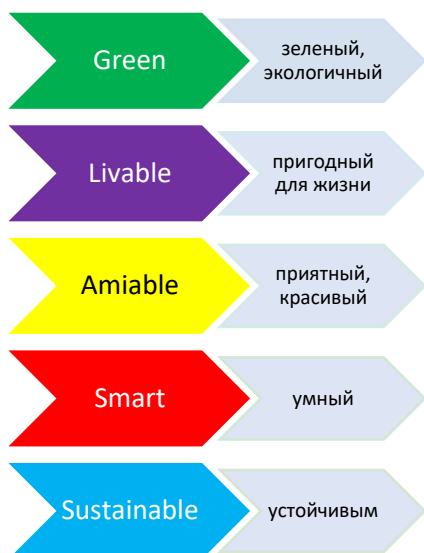 Green
зеленый,
экологичный
Livable
пригодный
для жизни
Amiable
приятный,
красивый
Smart
умный
Sustainable
устойчивым